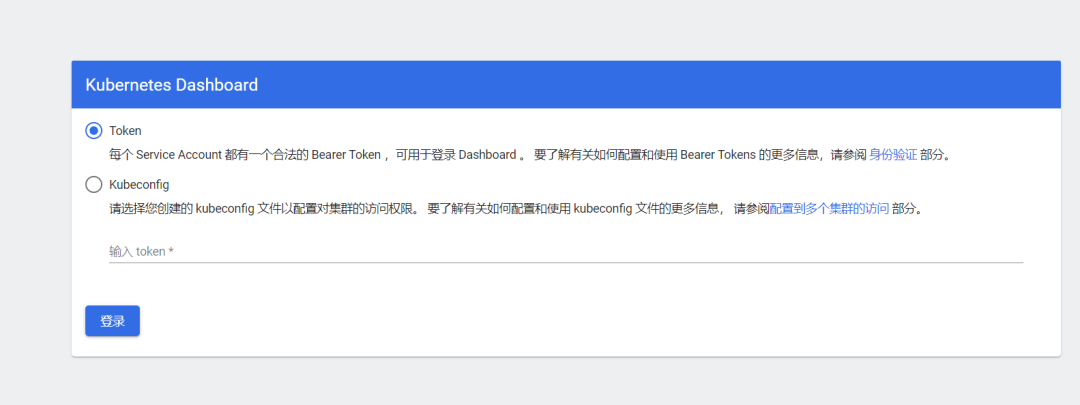 Kubernetes Dashboard
Token
每个 Service Account 都有一个合法的 Bearer Token ，可用于登录 Dashboard 。 要了解有关如何配置和使用 Bearer Tokens 的更多信息，请参阅 身份验证 部分。
Kubeconfig
请选择您创建的 kubeconfig 文件以配置对集群的访问权限。 要了解有关如何配置和使用 kubeconfig 文件的更多信息， 请参阅配置到多个集群的访问 部分。
输入 token *
登录